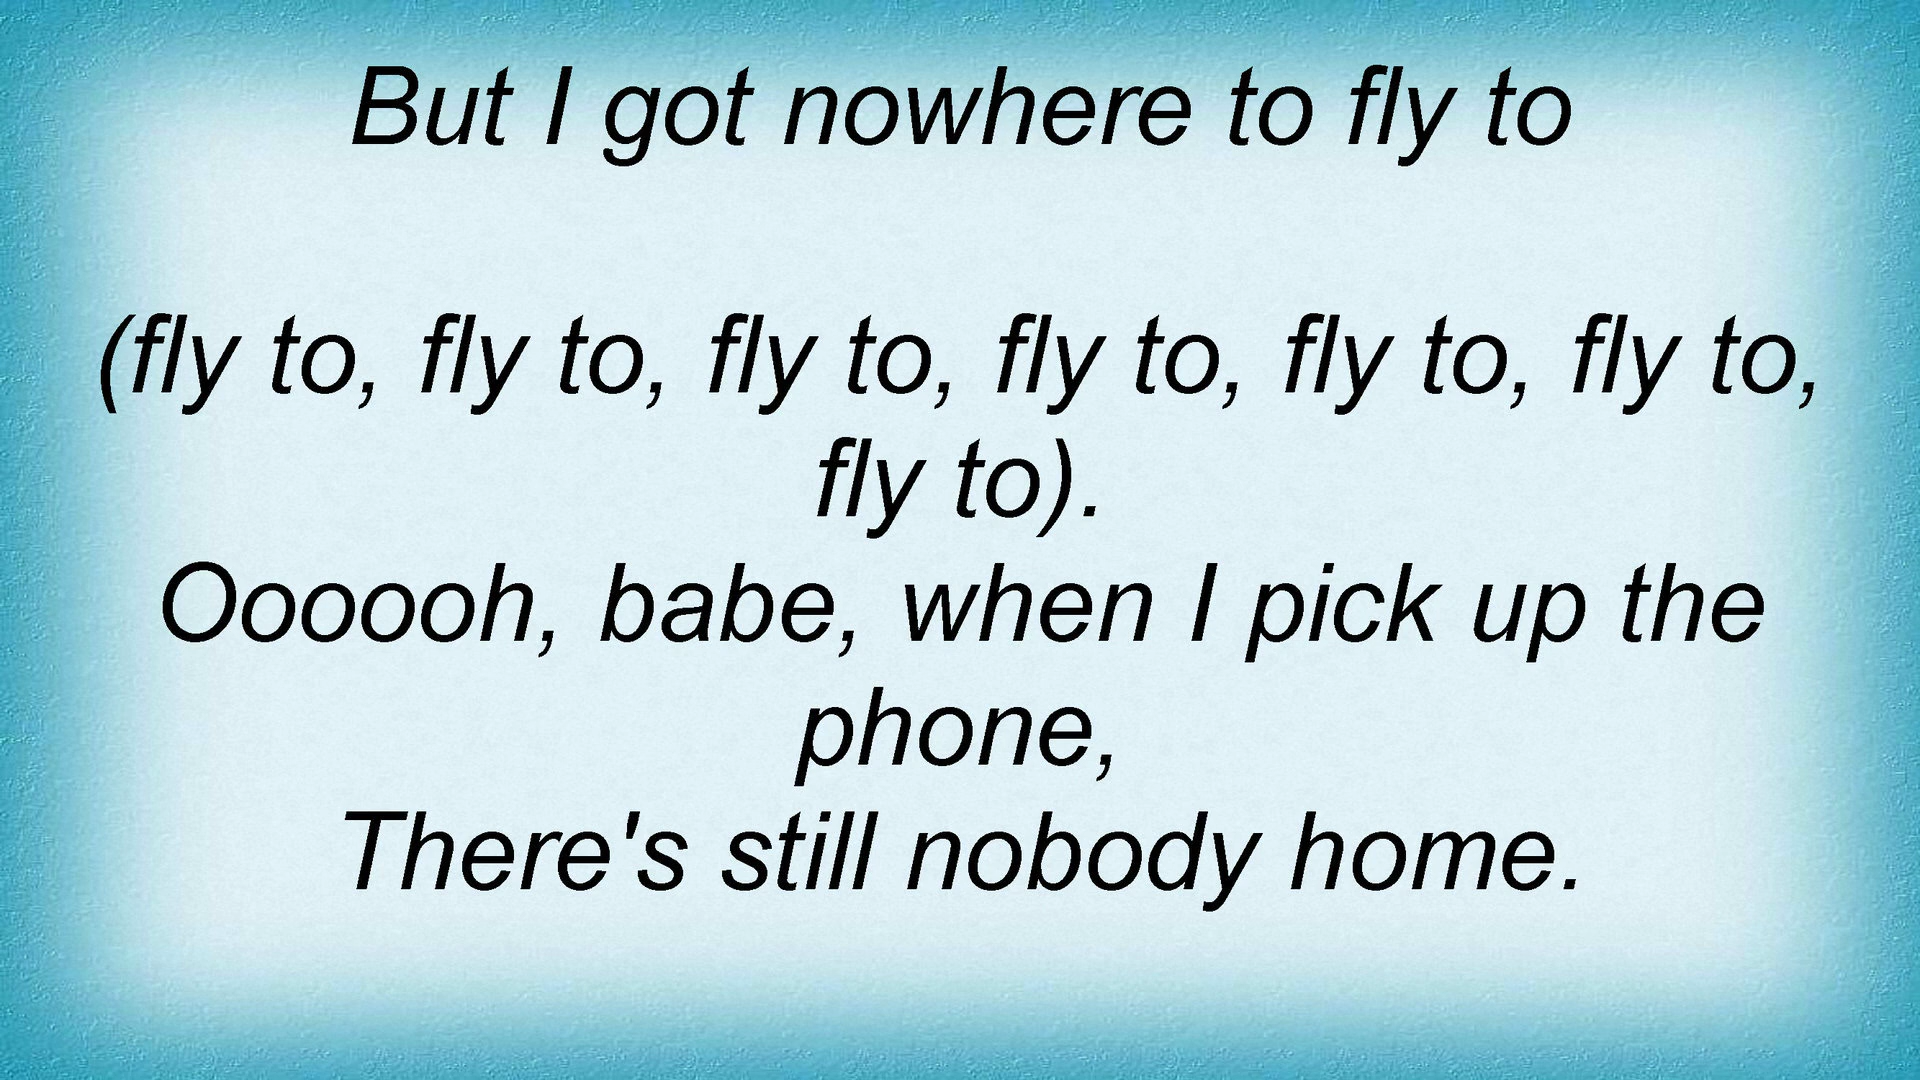 But I got nowhere to fly to
(fly to, fly to, fly to, fly to, fly to, fly to,
fly to).
Oooooh, babe, when I pick up the
phone,
There's still nobody home.